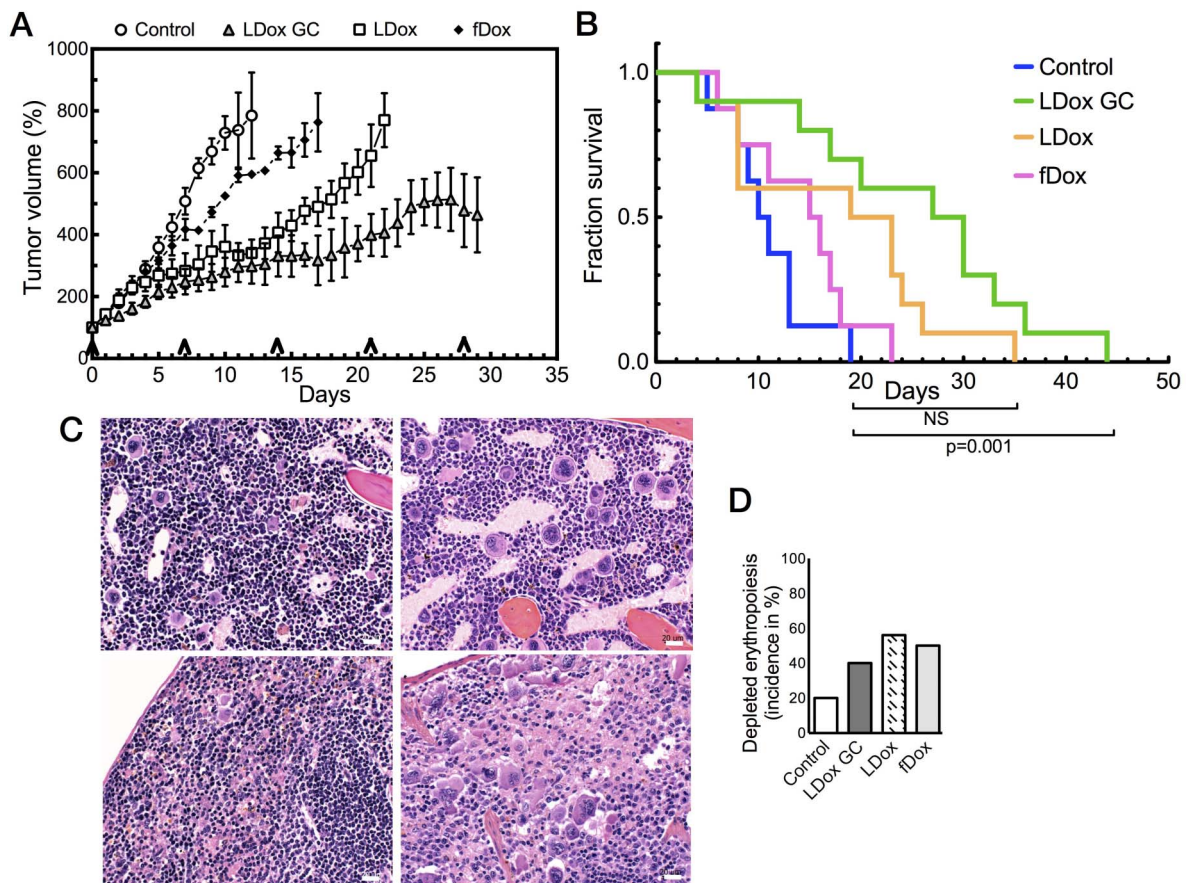 A
Control
LDox GC
LDox
fDox
Tumor volume (%)
1000
800
600
400
200
0
0 5 10 15 20 25 30 35
Days
B
Control
LDox GC
LDox
fDox
Fraction survival
1.0
0.5
0.0
0 10 20 30 40 50
Days
NS
p=0.001
C
20 um
D
Depleted erythropoiesis
(incidence in %)
100
80
60
40
20
0
Control
LDox GC
LDox
fDox